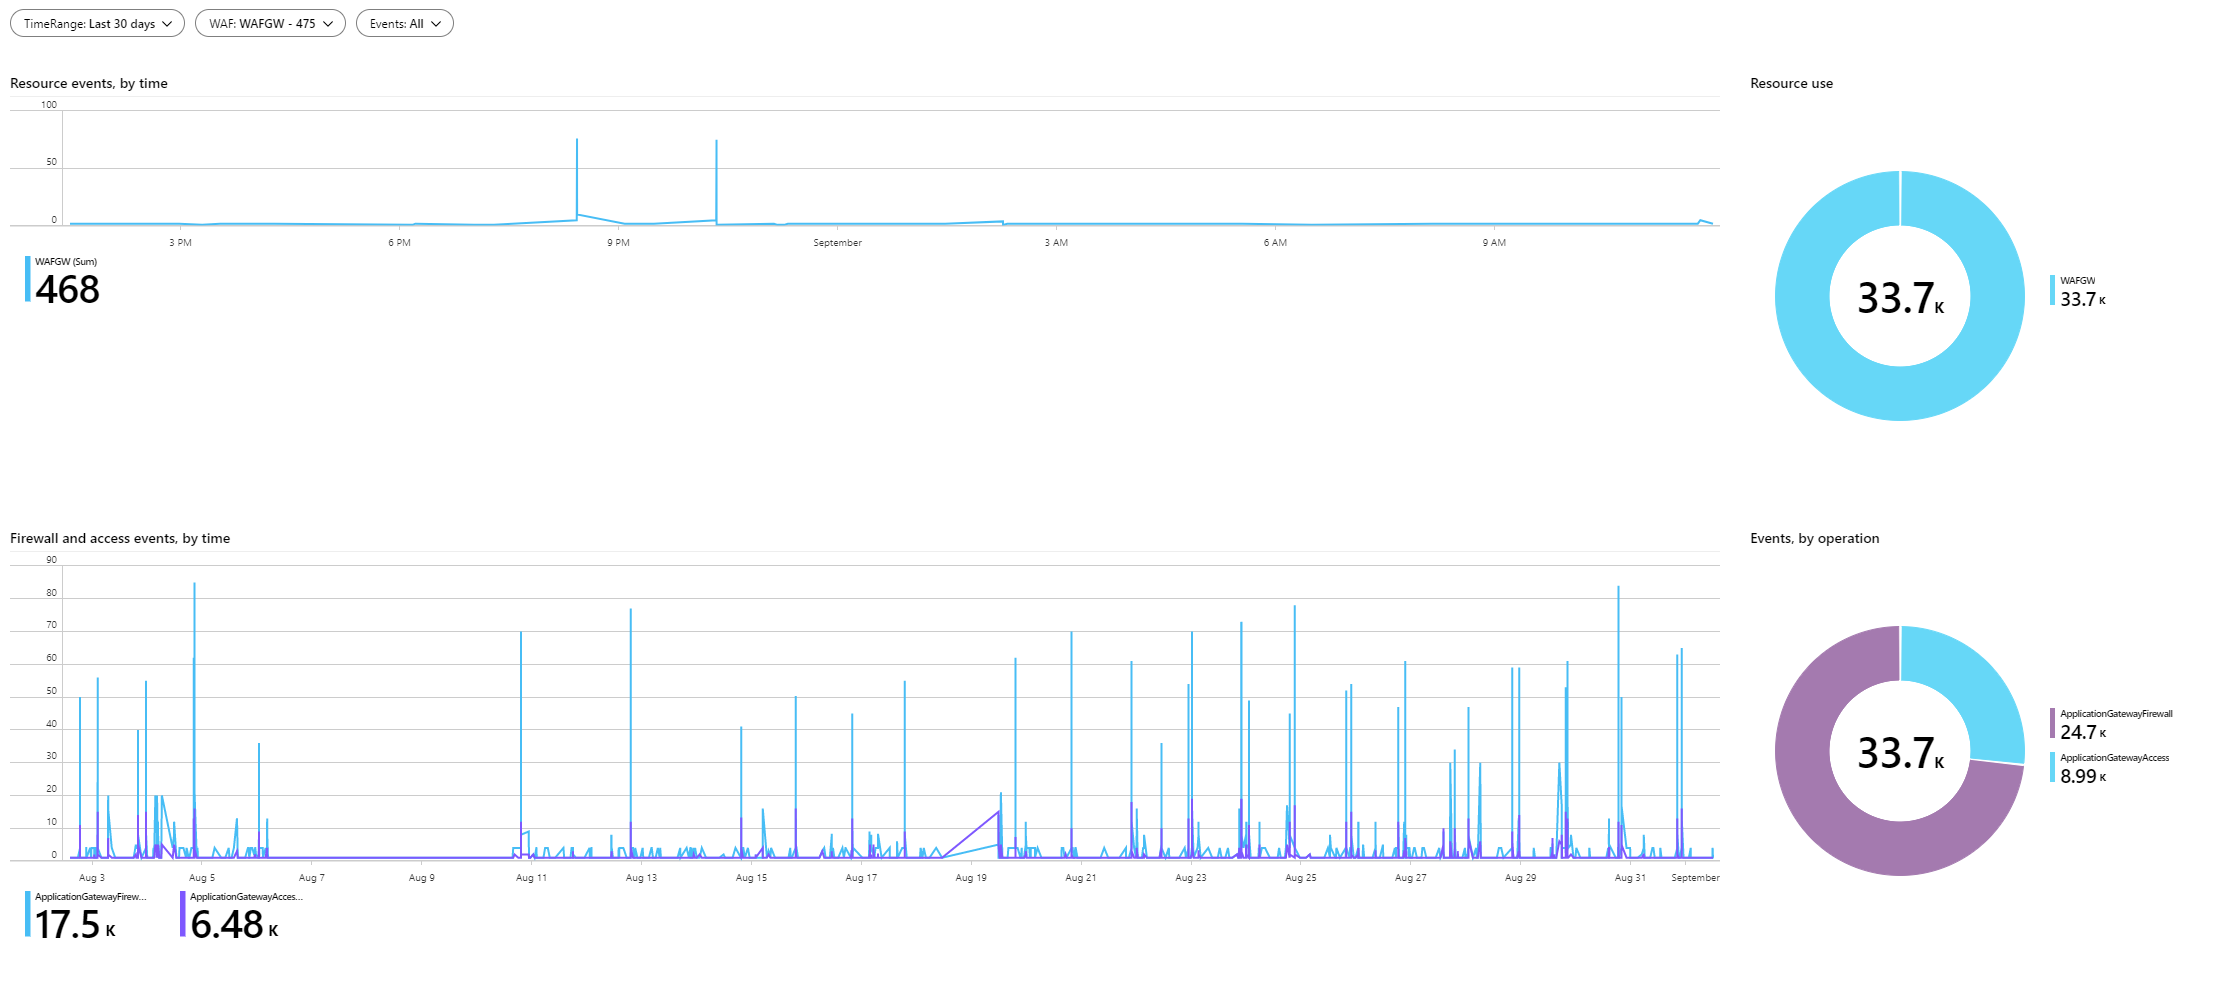 TimeRange: Last 30 days
WAF: WAFGW - 475
Events: All
Resource events, by time
100
50
0
3 PM
6 PM
9 PM
September
3 AM
6 AM
9 AM
WAFGW (Sum)
468
Resource use
33.7K
WAFGW
33.7 K
Firewall and access events, by time
90
80
70
60
50
40
30
20
10
0
Aug 3
Aug 5
Aug 7
Aug 9
Aug 11
Aug 13
Aug 15
Aug 17
Aug 19
Aug 21
Aug 23
Aug 25
Aug 27
Aug 29
Aug 31
September
ApplicationGatewayFirew...
17.5 K
ApplicationGatewayAcces...
6.48 K
Events, by operation
33.7K
ApplicationGatewayFirewall
24.7 K
ApplicationGatewayAccess
8.99 K